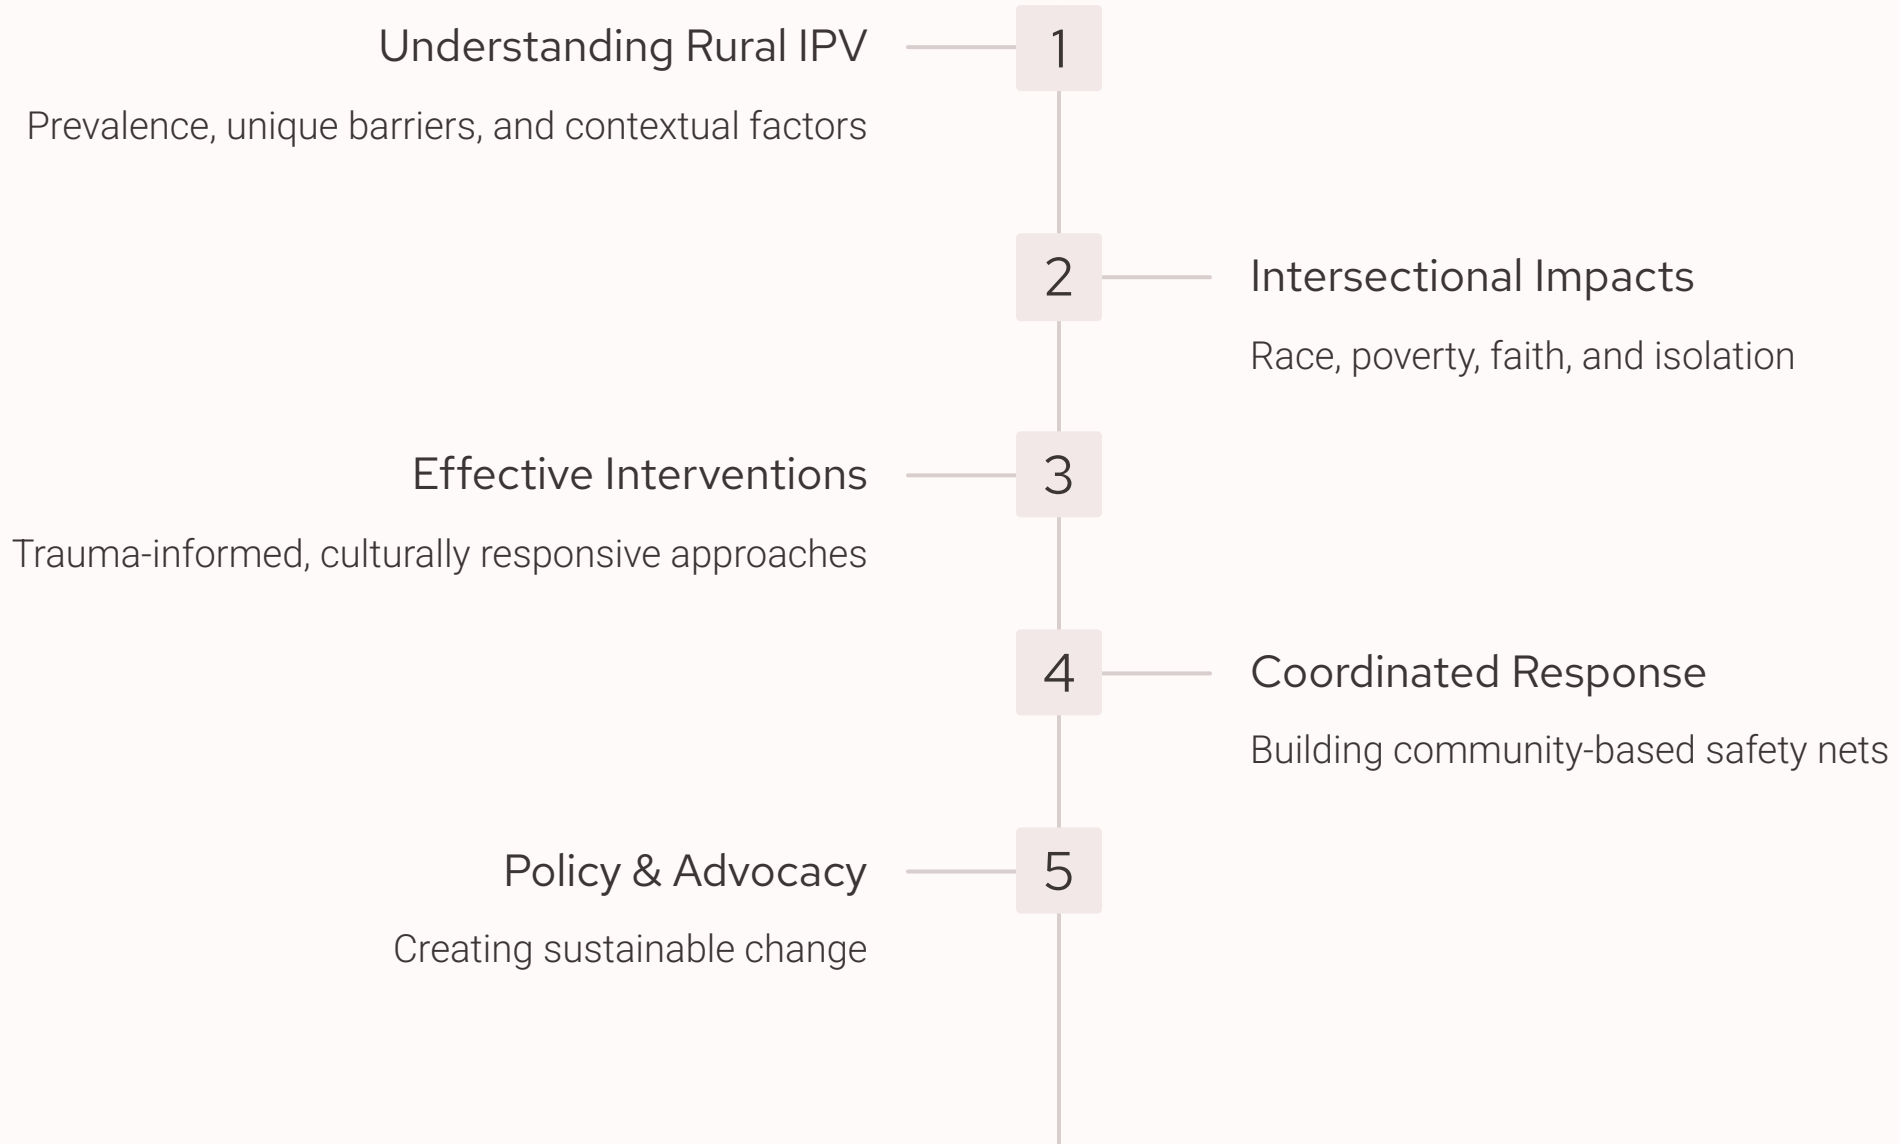 Understanding Rural IPV
1
Prevalence, unique barriers, and contextual factors
2
Intersectional Impacts
Race, poverty, faith, and isolation
Effective Interventions
3
Trauma-informed, culturally responsive approaches
4
Coordinated Response
Building community-based safety nets
Policy & Advocacy
5
Creating sustainable change